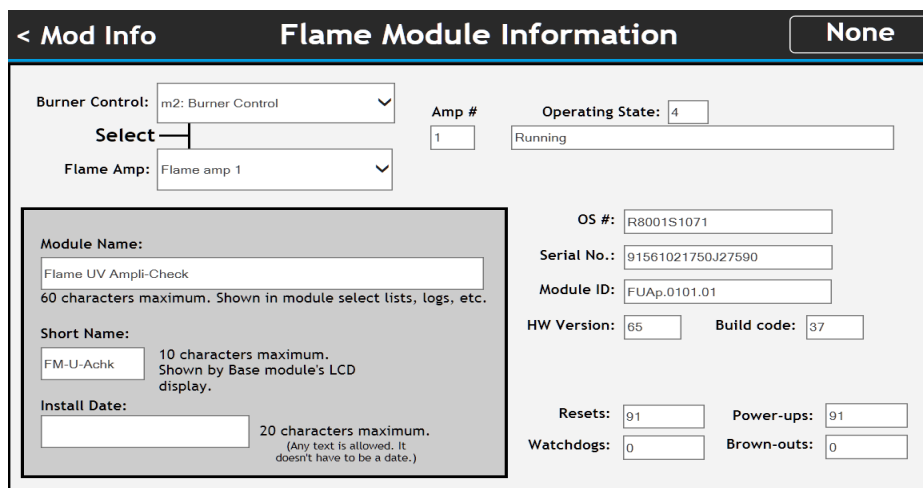 < Mod Info
Flame Module Information
None
Burner Control: m2: Burner Control
Select
Flame Amp: Flame amp 1
Amp #
1
Operating State: 4
Running
Module Name:
Flame UV Ampli-Check
60 characters maximum. Shown in module select lists, logs, etc.
Short Name:
FM-U-Achk
10 characters maximum.
Shown by Base module's LCD
display.
Install Date:
20 characters maximum.
(Any text is allowed. It
doesn't have to be a date.)
OS #: R8001S1071
Serial No.: 91561021750J27590
Module ID: FUAp.0101.01
HW Version: 65 Build code: 37
Resets: 91 Power-ups: 91
Watchdogs: 0 Brown-outs: 0